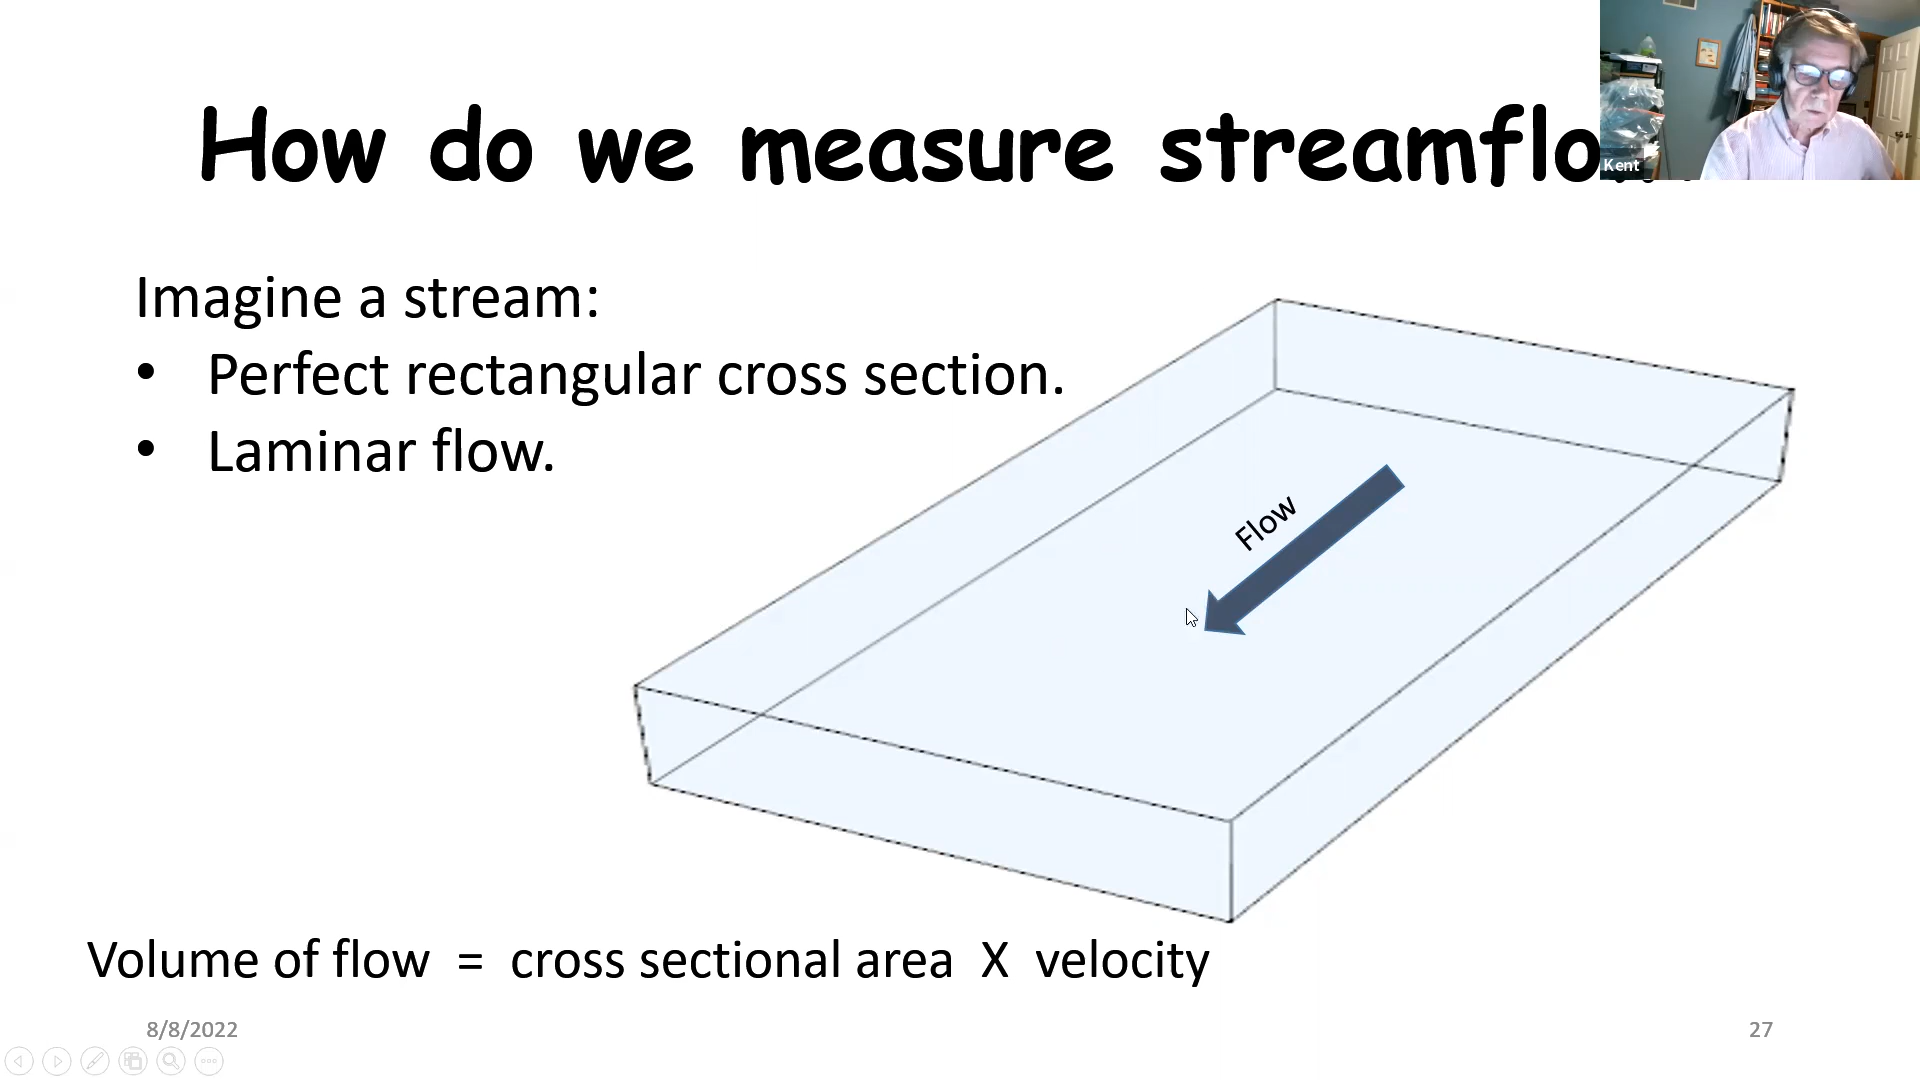 How do we measure streamflo
Kent
Imagine a stream:
• Perfect rectangular cross section.
• Laminar flow.
Flow
Volume of flow = cross sectional area X velocity
8/8/2022
27